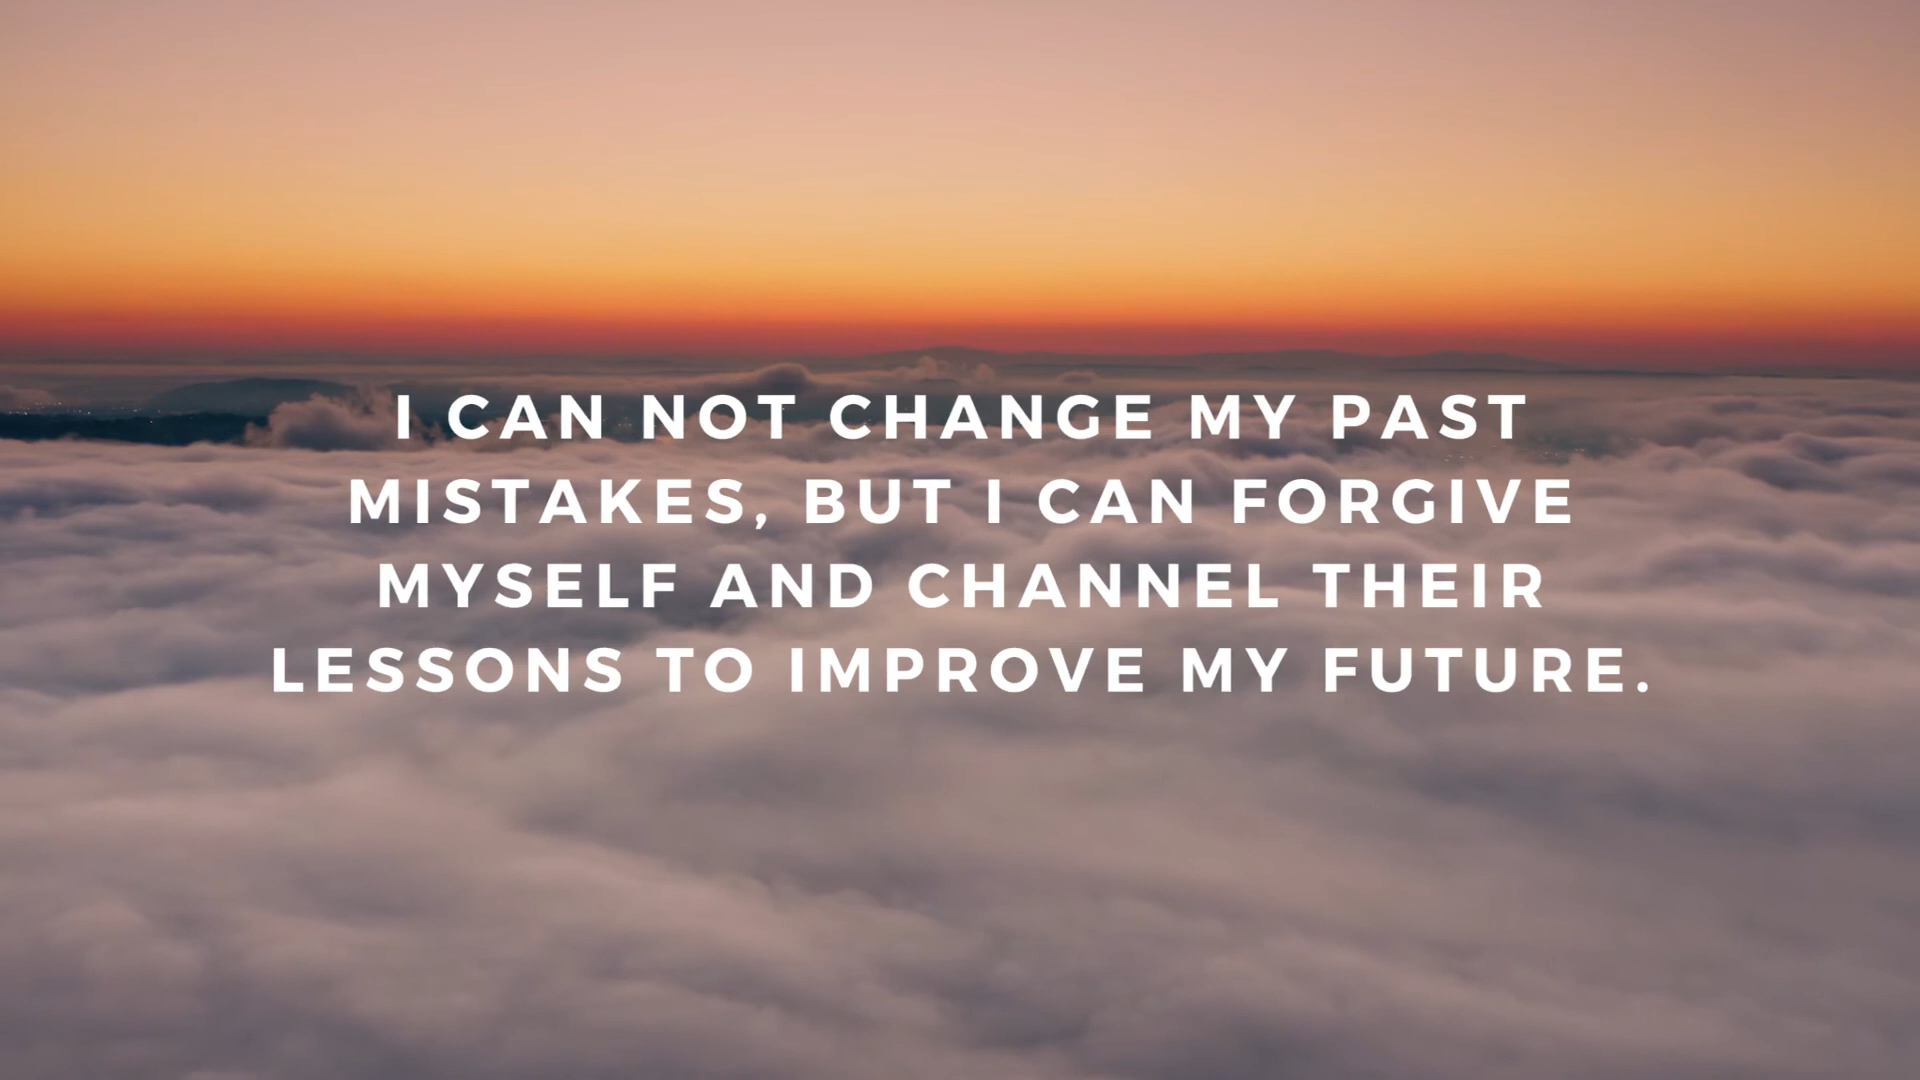 I CAN NOT CHANGE MY PAST
MISTAKES, BUT I CAN FORGIVE
MYSELF AND CHANNEL THEIR
LESSONS TO IMPROVE MY FUTURE.